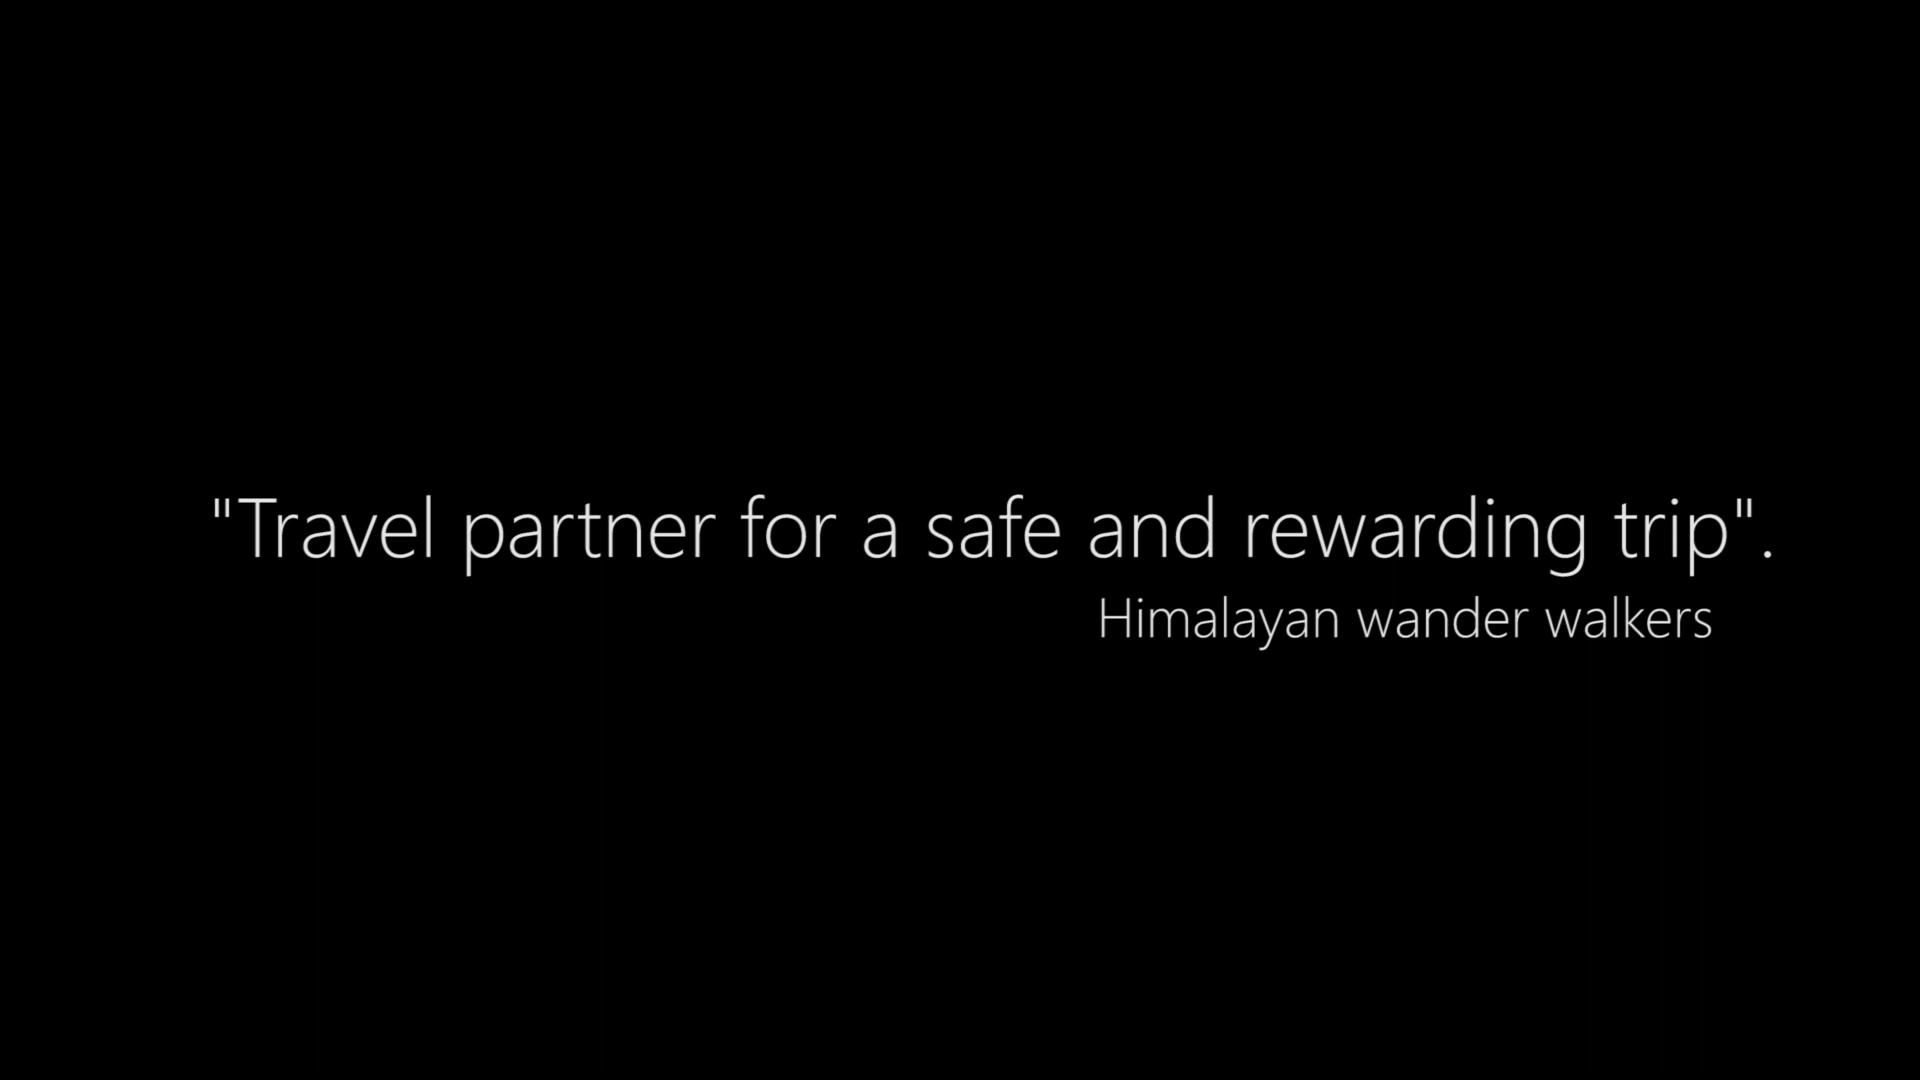 "Travel partner for a safe and rewarding trip".
Himalayan wander walkers